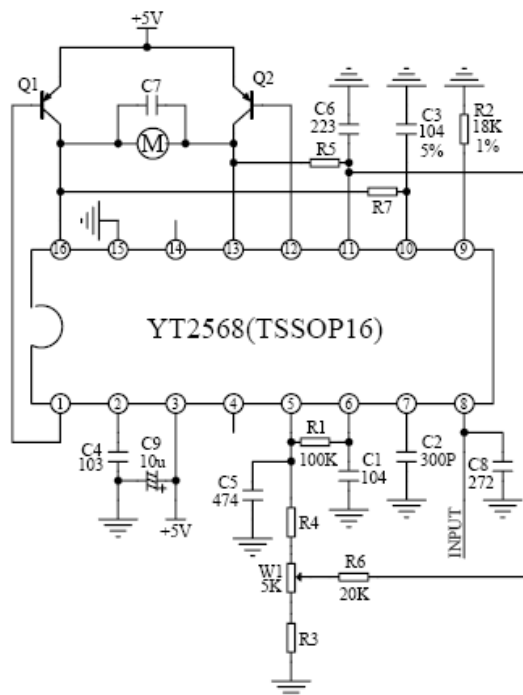 +5V
Q1
C7
Q2
M
C6
223
C3
104
5%
R2
18K
1%
R5
R7
16
15
14
13
12
11
10
9
YT2568(TSSOP16)
1
2
3
4
5
6
7
8
C4
103
C9
10u
+
+5V
R1
100K
C1
104
C2
300P
C8
272
C5
474
INPUT
R4
W1
5K
R6
20K
R3